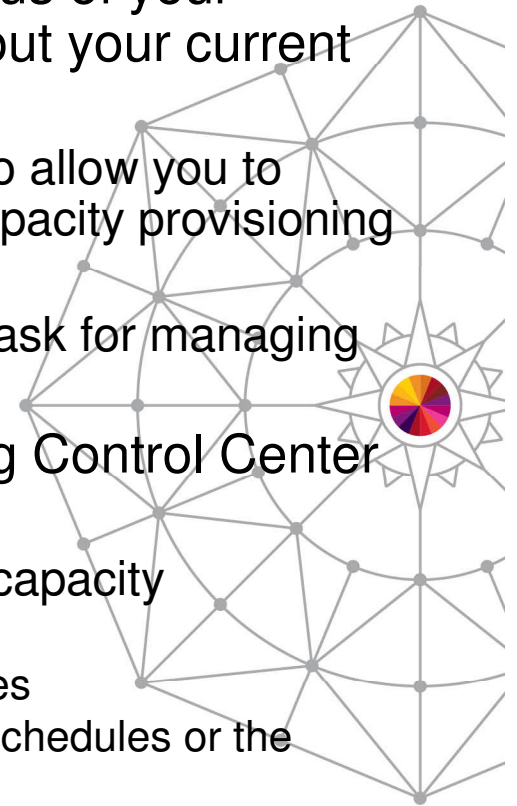 out your current
allow you to
pacity provisioning
ask for managing
Control Center
capacity
es
chedules or the